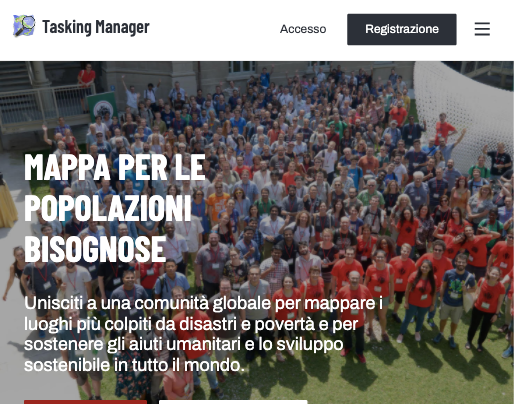 Tasking Manager
Accesso
Registrazione
MAPPA PER LE
POPOLAZIONI
BISOGNOSE
Unisciti a una comunità globale per mappare i
luoghi più colpiti da disastri e povertà e per
sostenere gli aiuti umanitari e lo sviluppo
sostenibile in tutto il mondo.